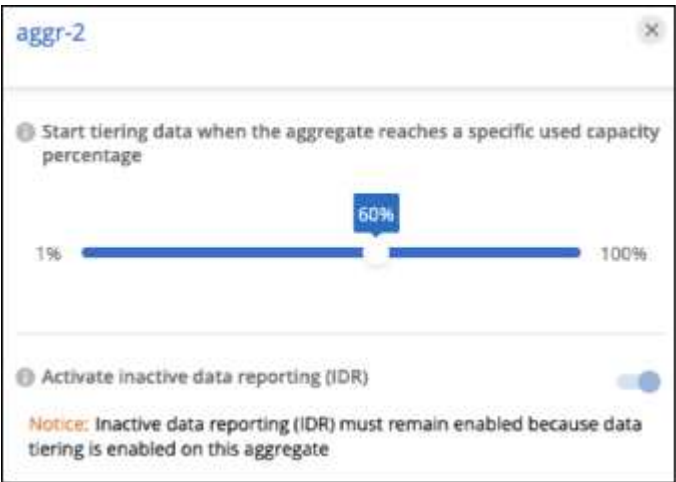 aggr-2
Start tiering data when the aggregate reaches a specific used capacity
percentage
60%
1% 100%
Activate inactive data reporting (IDR)
Notice: Inactive data reporting (IDR) must remain enabled because data
tiering is enabled on this aggregate